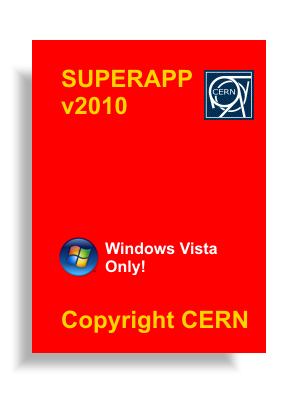 SUPERAPP
v2010
CERN
Windows Vista
Only!
Copyright CERN